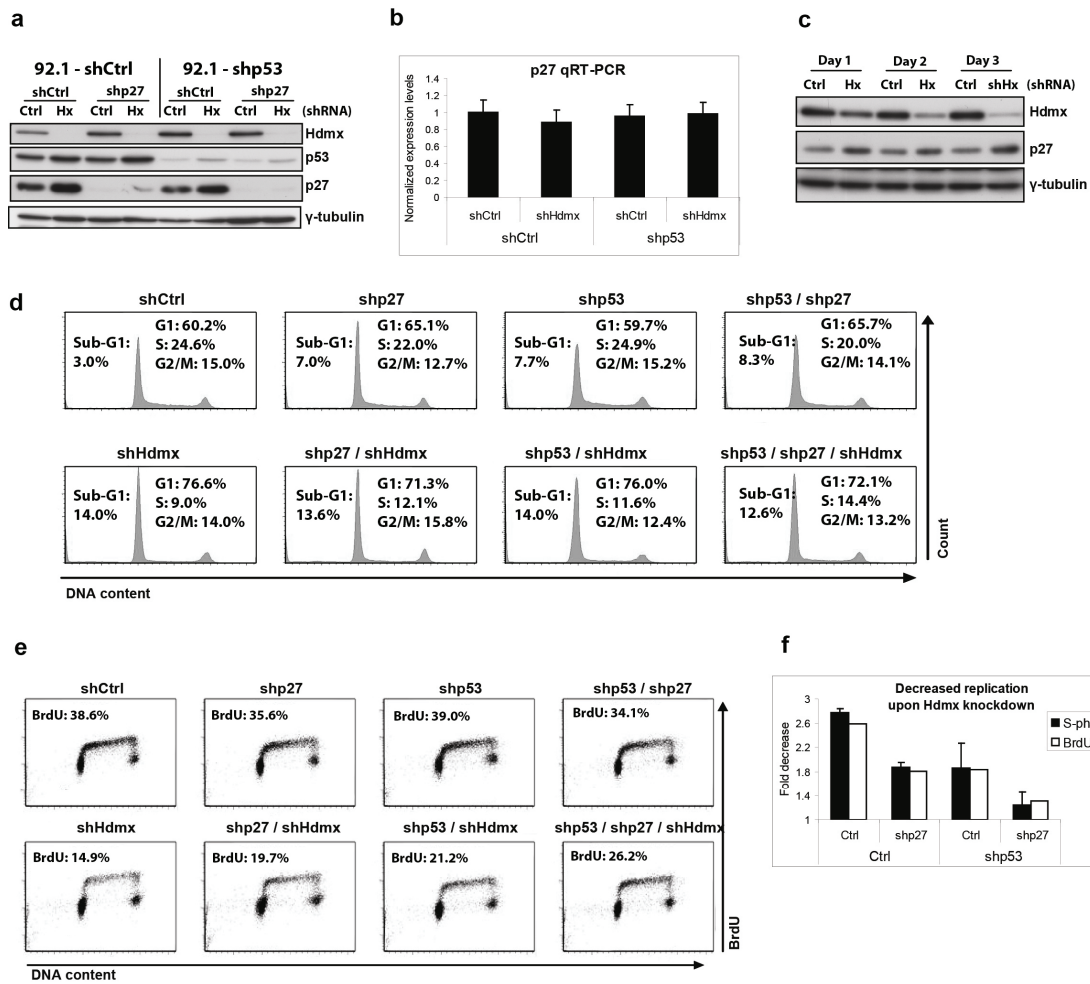 a
92.1 - shCtrl 92.1 - shp53
shCtrl shp27 shCtrl shp27
Ctrl Hx Ctrl Hx Ctrl Hx Ctrl Hx (shRNA)
Hdmx
p53
p27
γ-tubulin
b
p27 qRT-PCR
Normalized expression levels
1.4
1.2
1
0.8
0.6
0.4
0.2
0
shCtrl shHdmx shCtrl shHdmx
shCtrl shp53
c
Day 1 Day 2 Day 3
Ctrl Hx Ctrl Hx Ctrl shHx (shRNA)
Hdmx
p27
γ-tubulin
d
shCtrl
Sub-G1: 3.0%
G1: 60.2%
S: 24.6%
G2/M: 15.0%
shp27
Sub-G1: 7.0%
G1: 65.1%
S: 22.0%
G2/M: 12.7%
shp53
Sub-G1: 7.7%
G1: 59.7%
S: 24.9%
G2/M: 15.2%
shp53 / shp27
Sub-G1: 8.3%
G1: 65.7%
S: 20.0%
G2/M: 14.1%
shHdmx
Sub-G1: 14.0%
G1: 76.6%
S: 9.0%
G2/M: 14.0%
shp27 / shHdmx
Sub-G1: 13.6%
G1: 71.3%
S: 12.1%
G2/M: 15.8%
shp53 / shHdmx
Sub-G1: 14.0%
G1: 76.0%
S: 11.6%
G2/M: 12.4%
shp53 / shp27 / shHdmx
Sub-G1: 12.6%
G1: 72.1%
S: 14.4%
G2/M: 13.2%
Count
DNA content
e
shCtrl
BrdU: 38.6%
shp27
BrdU: 35.6%
shp53
BrdU: 39.0%
shp53 / shp27
BrdU: 34.1%
shHdmx
BrdU: 14.9%
shp27 / shHdmx
BrdU: 19.7%
shp53 / shHdmx
BrdU: 21.2%
shp53 / shp27 / shHdmx
BrdU: 26.2%
BrdU
DNA content
f
Decreased replication
upon Hdmx knockdown
S-ph
BrdU
Fold decrease
3
2.6
2.2
1.8
1.4
1
Ctrl shp27 Ctrl shp27
Ctrl shp53